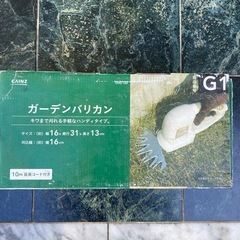 CAINZ
G1
ガーデンバリカン
キワまで刈れる手軽なハンディタイプ。
サイズ：(約)幅16×奥行31×高さ13cm
刈込幅：(約)幅16cm
10m 延長コード付き